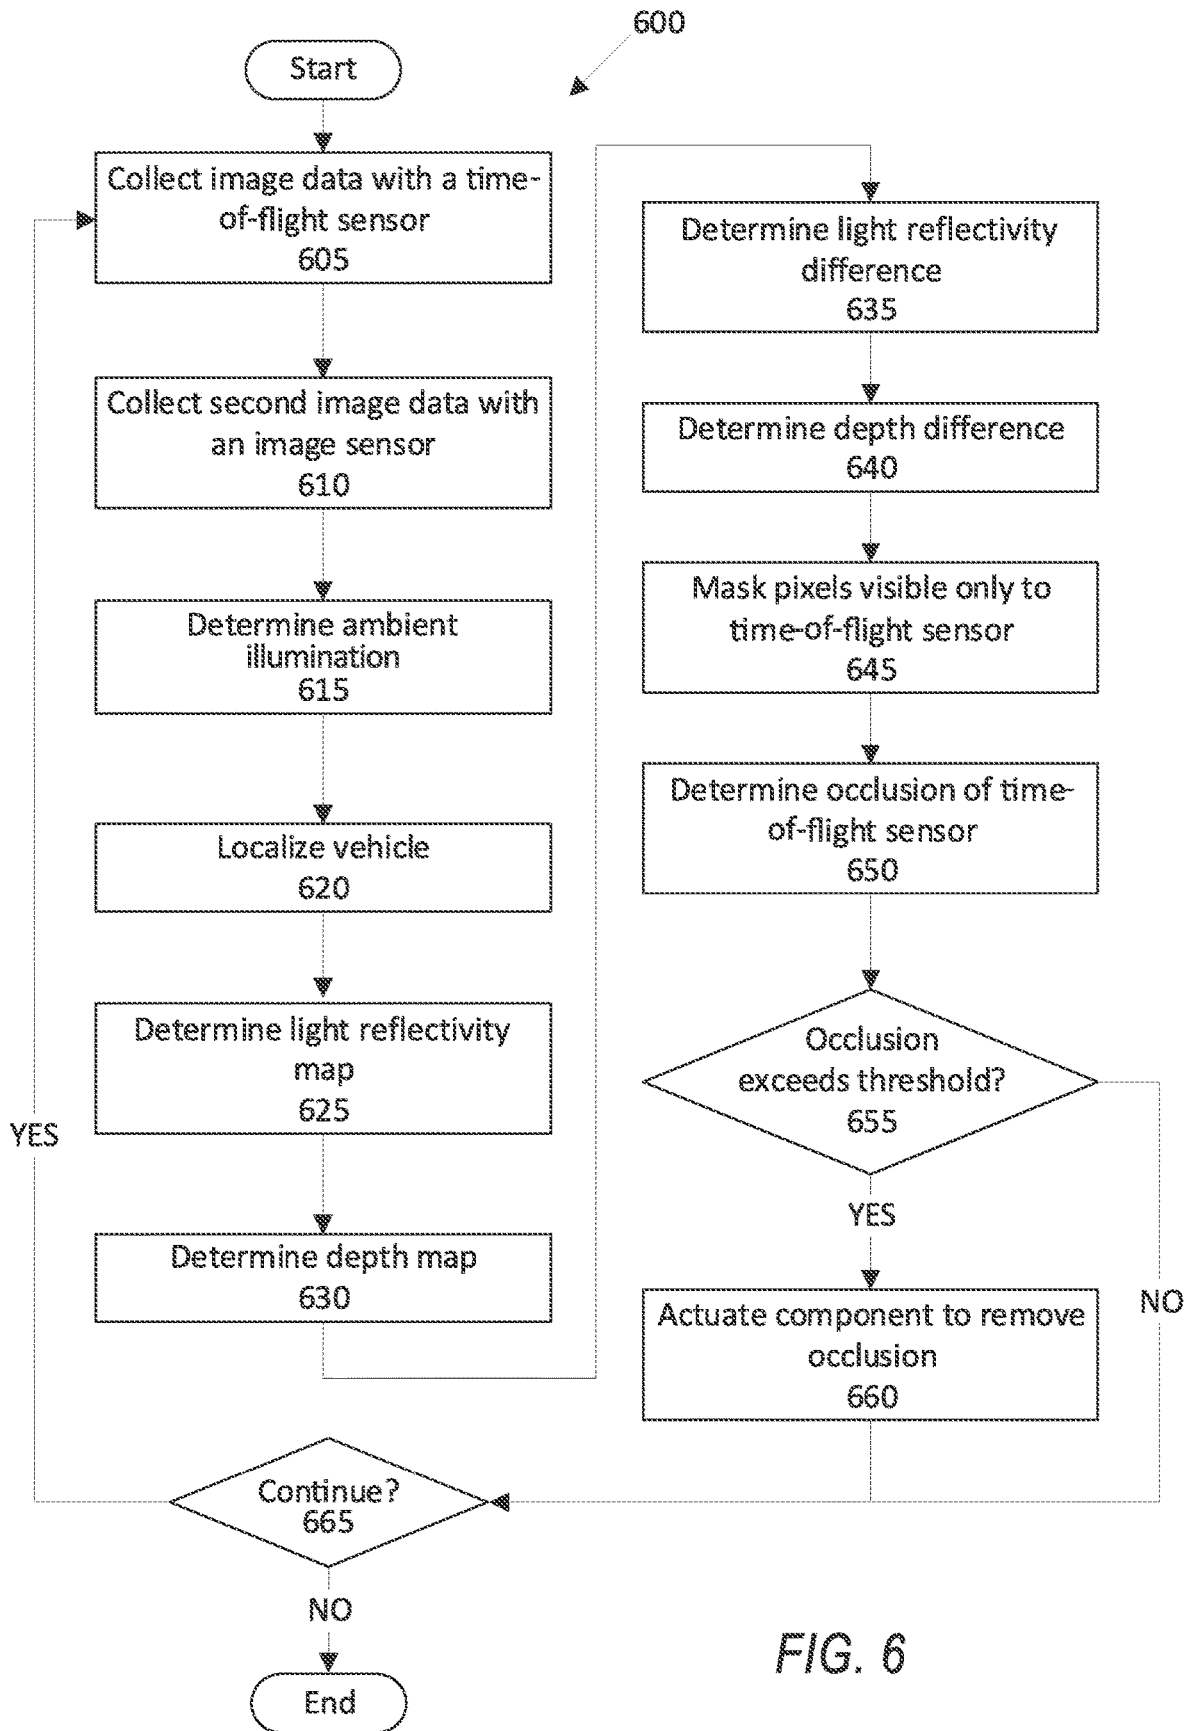 600
Start
Collect image data with a time-
of-flight sensor
605
Collect second image data with
an image sensor
610
Determine ambient
illumination
615
Localize vehicle
620
Determine light reflectivity
map
625
Determine depth map
630
Determine light reflectivity
difference
635
Determine depth difference
640
Mask pixels visible only to
time-of-flight sensor
645
Determine occlusion of time-
of-flight sensor
650
Occlusion
exceeds threshold?
655
YES
NO
Actuate component to remove
occlusion
660
Continue?
665
YES
NO
End
FIG. 6